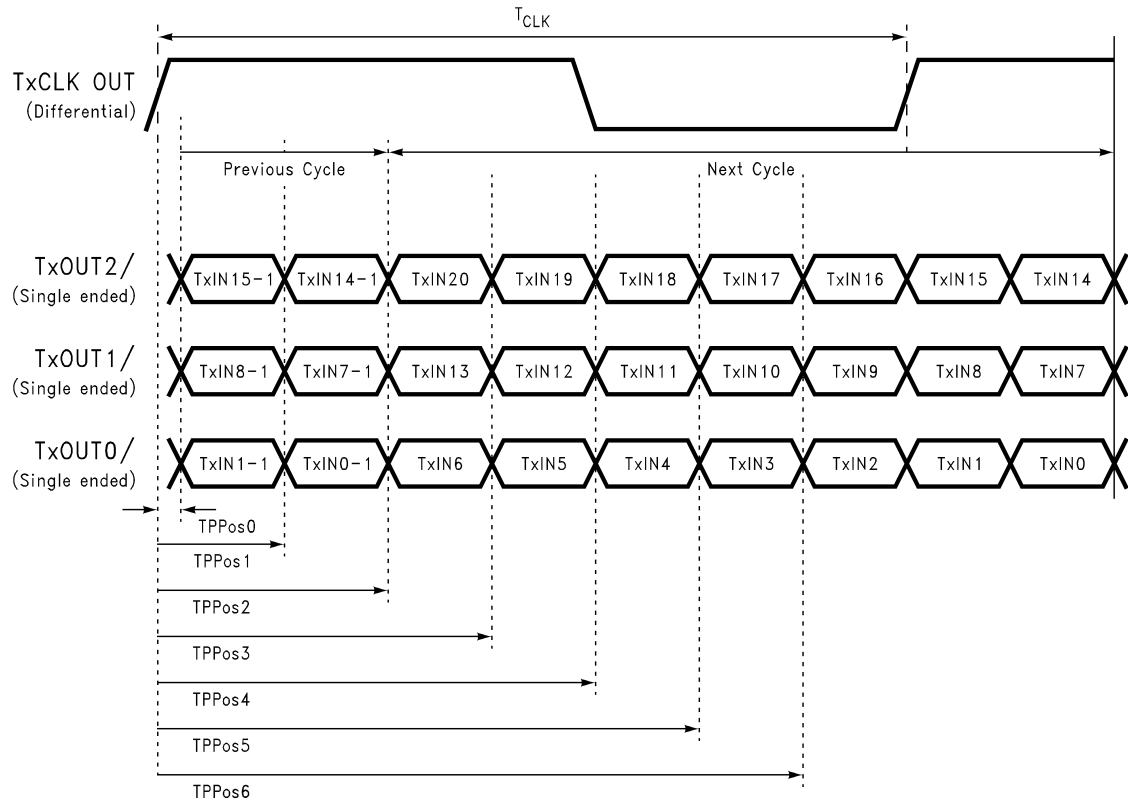 TCLK
TxCLK OUT
(Differential)
Previous Cycle
Next Cycle
TxOUT2/
(Single ended)
TxIN15-1 TxIN14-1 TxIN20 TxIN19 TxIN18 TxIN17 TxIN16 TxIN15 TxIN14
TxOUT1/
(Single ended)
TxIN8-1 TxIN7-1 TxIN13 TxIN12 TxIN11 TxIN10 TxIN9 TxIN8 TxIN7
TxOUT0/
(Single ended)
TxIN1-1 TxIN0-1 TxIN6 TxIN5 TxIN4 TxIN3 TxIN2 TxIN1 TxIN0
TPPos0
TPPos1
TPPos2
TPPos3
TPPos4
TPPos5
TPPos6